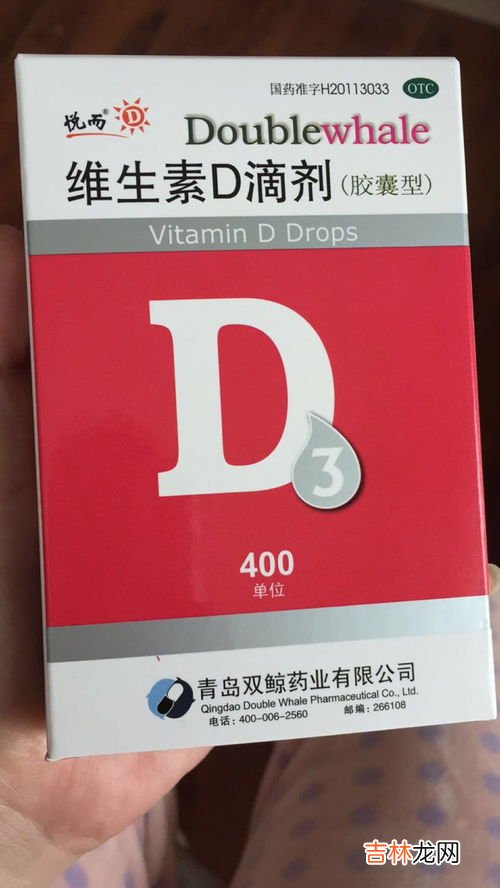 国药准字H20113033 OTC
悦而® D
Doublewhale
维生素D滴剂(胶囊型)
Vitamin D Drops
D
3
400
单位
青岛双鲸药业有限公司
Qingdao Double Whale Pharmaceutical Co., Ltd.
电话:400-006-2560 邮编:266108
吉林龙网